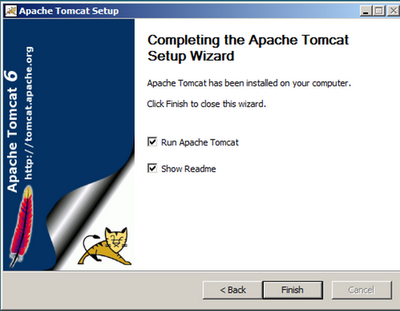 Apache Tomcat Setup
Apache Tomcat 6
http://tomcat.apache.org
Completing the Apache Tomcat
Setup Wizard
Apache Tomcat has been installed on your computer.
Click Finish to close this wizard.
Run Apache Tomcat
Show Readme
< Back
Finish
Cancel